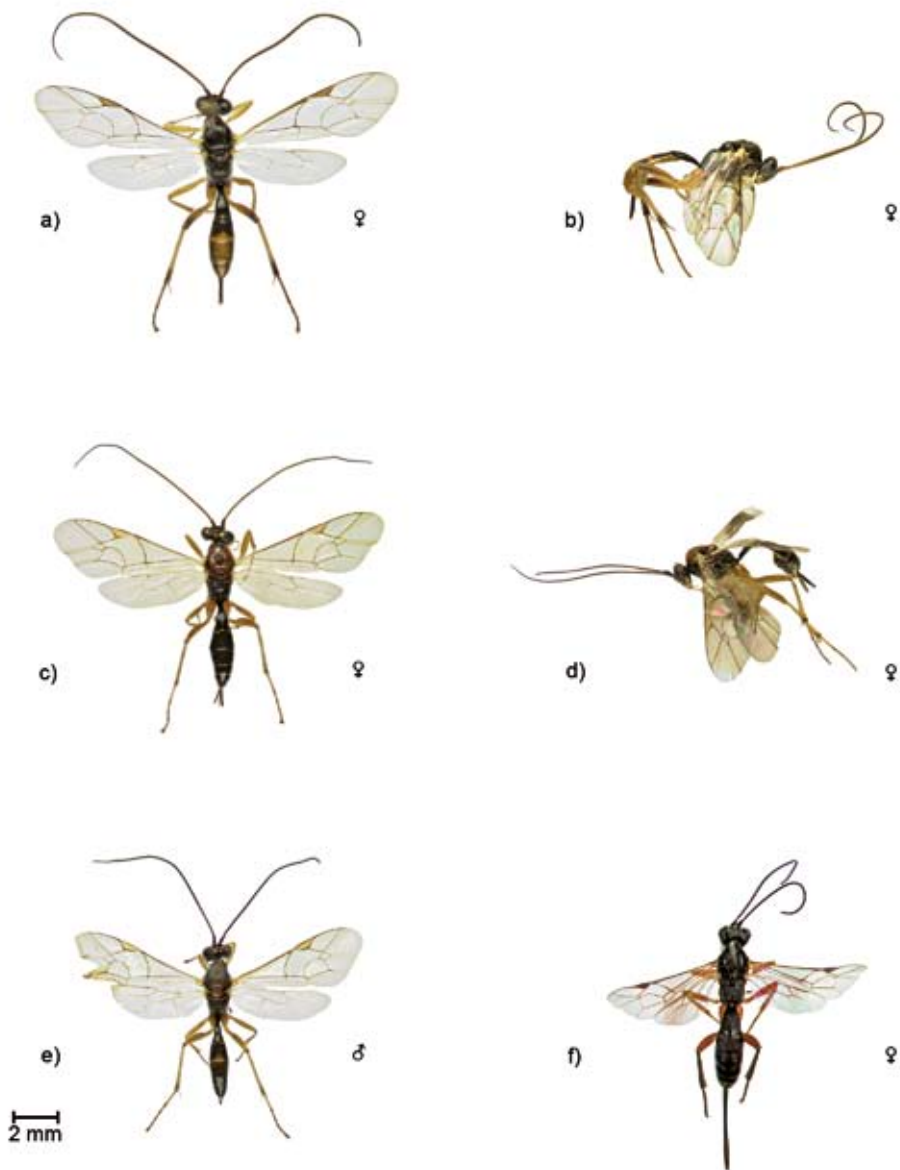 a) ♀
b) ♀
c) ♀
d) ♀
e) ♂
f) ♀
2 mm